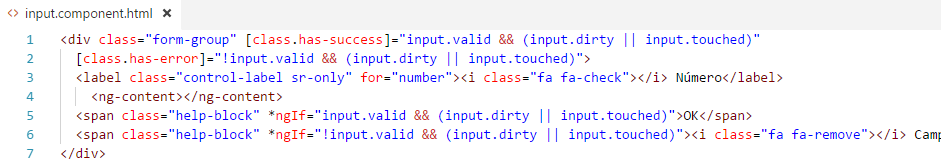 <> input.component.html ×
1 <div class="form-group" [class.has-success]="input.valid && (input.dirty || input.touched)"
2 [class.has-error]="!input.valid && (input.dirty || input.touched)">
3 <label class="control-label sr-only" for="number"><i class="fa fa-check"></i> Número</label>
4 <ng-content></ng-content>
5 <span class="help-block" *ngIf="input.valid && (input.dirty || input.touched)">OK</span>
6 <span class="help-block" *ngIf="!input.valid && (input.dirty || input.touched)"><i class="fa fa-remove"></i> Camp
7 </div>